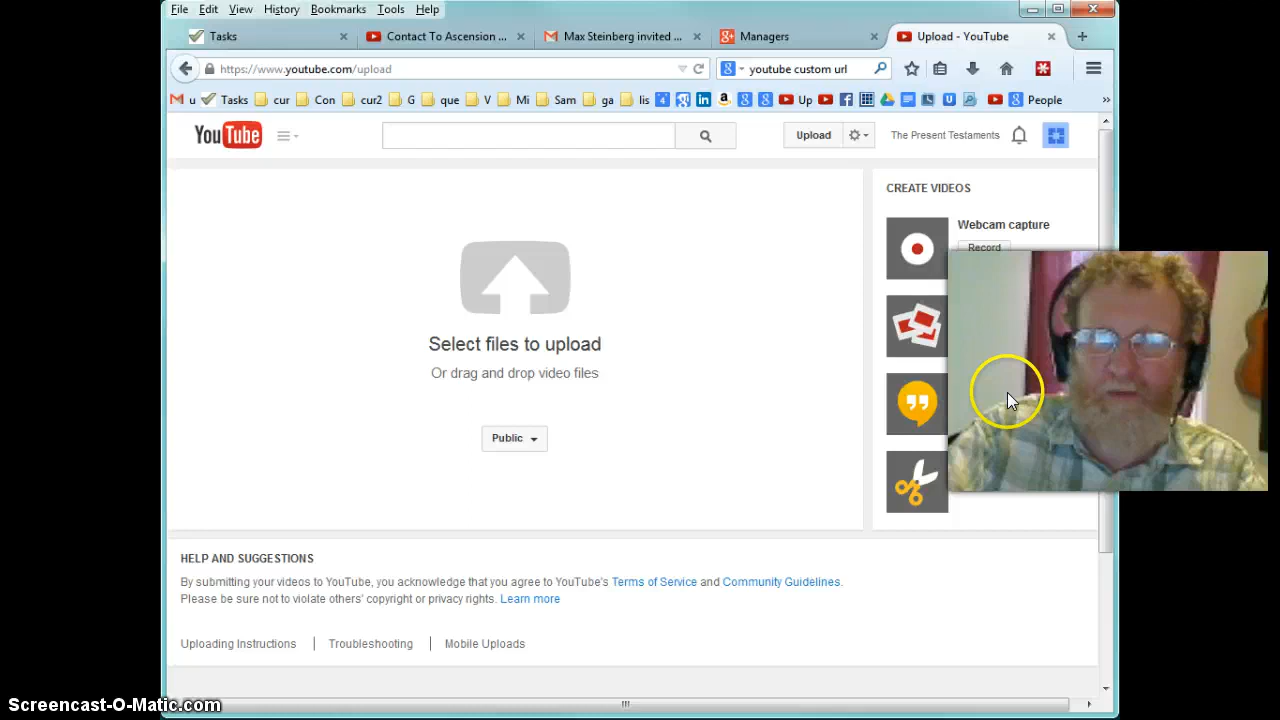 File Edit View History Bookmarks Tools Help
Tasks
Contact To Ascension ...
Max Steinberg invited ...
Managers
Upload - YouTube
https://www.youtube.com/upload
youtube custom url
u Tasks cur Con cur2 G que V Mi Sam ga lis Up People
YouTube
Upload
The Present Testaments
CREATE VIDEOS
Webcam capture
Record
Select files to upload
Or drag and drop video files
Public
HELP AND SUGGESTIONS
By submitting your videos to YouTube, you acknowledge that you agree to YouTube's Terms of Service and Community Guidelines.
Please be sure not to violate others' copyright or privacy rights. Learn more
Uploading Instructions | Troubleshooting | Mobile Uploads
Screencast-O-Matic.com